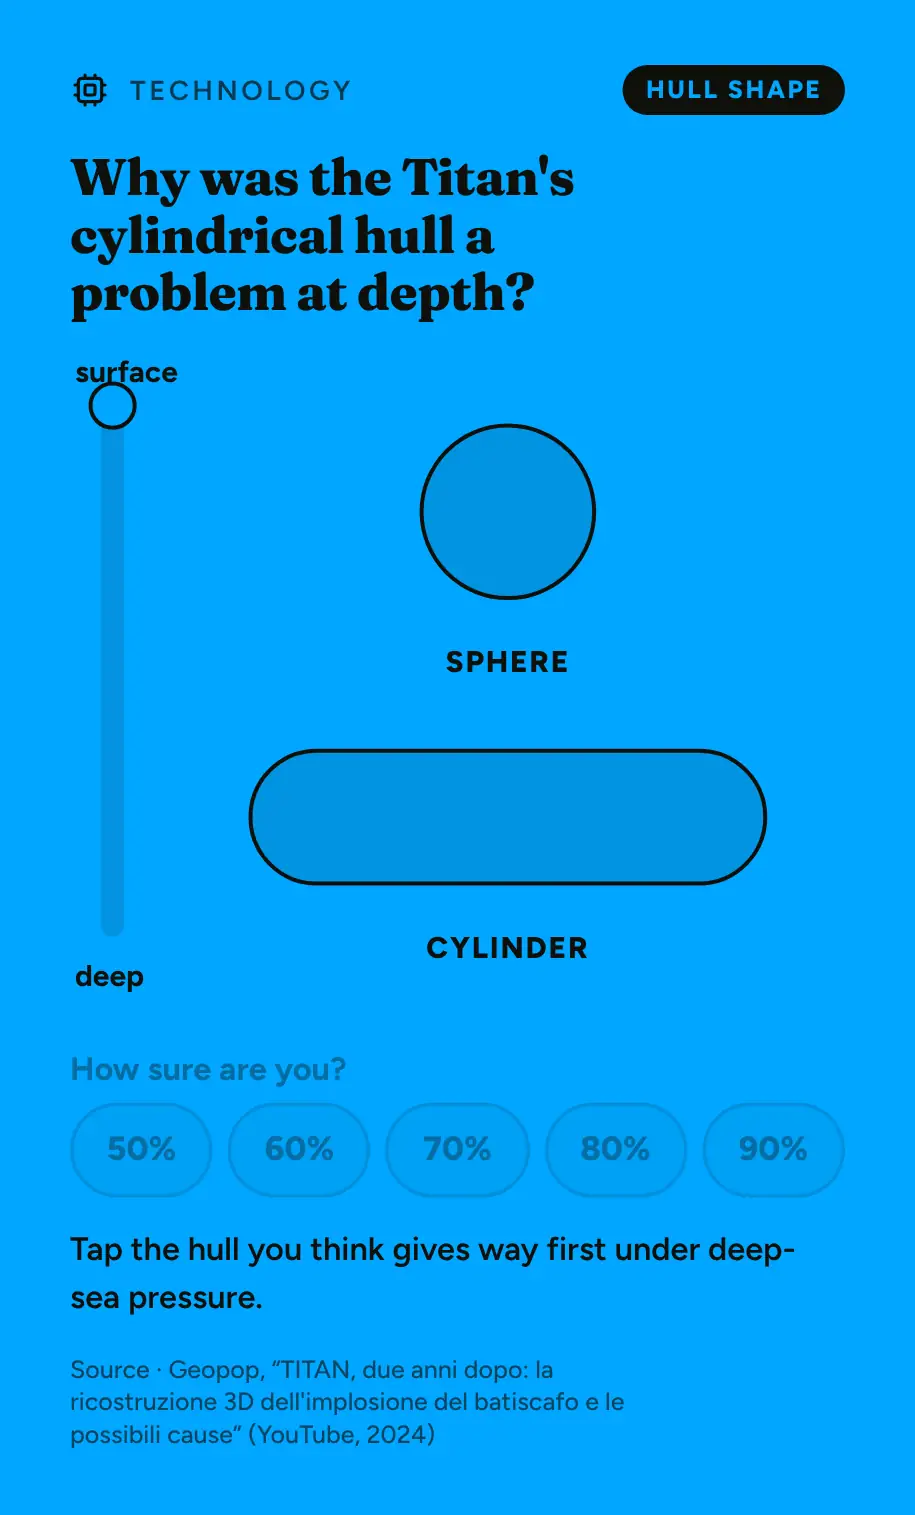 TECHNOLOGY
HULL SHAPE
Why was the Titan's
cylindrical hull a
problem at depth?
surface
SPHERE
CYLINDER
deep
How sure are you?
50% 60% 70% 80% 90%
Tap the hull you think gives way first under deep-
sea pressure.
Source · Geopop, “TITAN, due anni dopo: la
ricostruzione 3D dell'implosione del batiscafo e le
possibili cause” (YouTube, 2024)